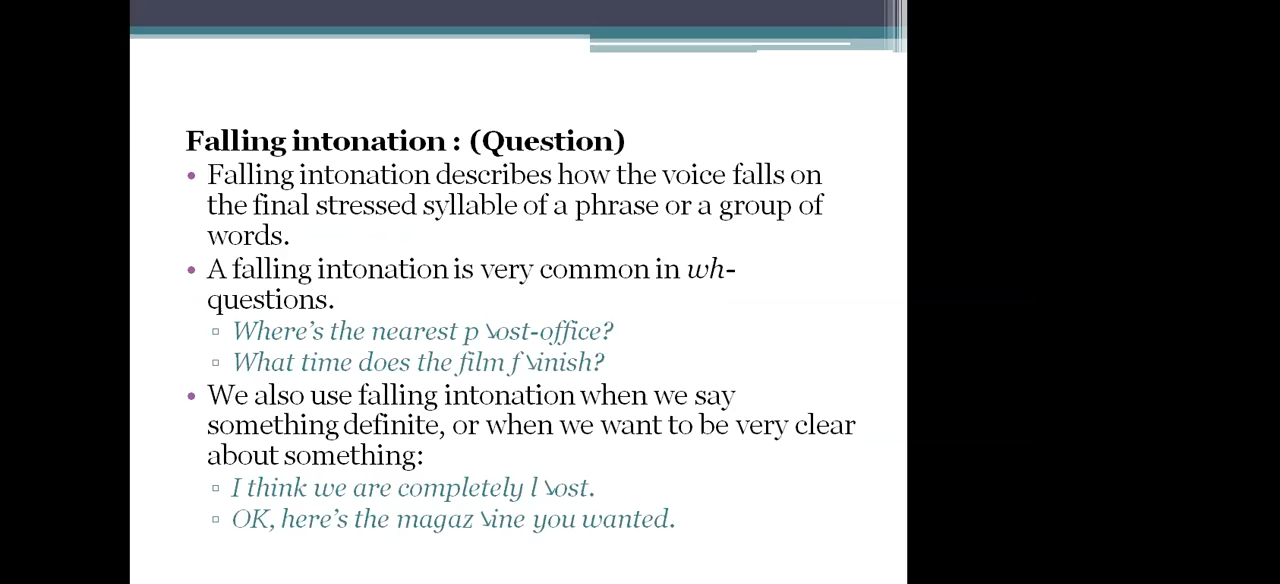 Falling intonation : (Question)
• Falling intonation describes how the voice falls on
the final stressed syllable of a phrase or a group of
words.
• A falling intonation is very common in wh-
questions.
▫ Where’s the nearest p ↘ost-office?
▫ What time does the film f ↘inish?
• We also use falling intonation when we say
something definite, or when we want to be very clear
about something:
▫ I think we are completely l ↘ost.
▫ OK, here’s the magaz ↘ine you wanted.